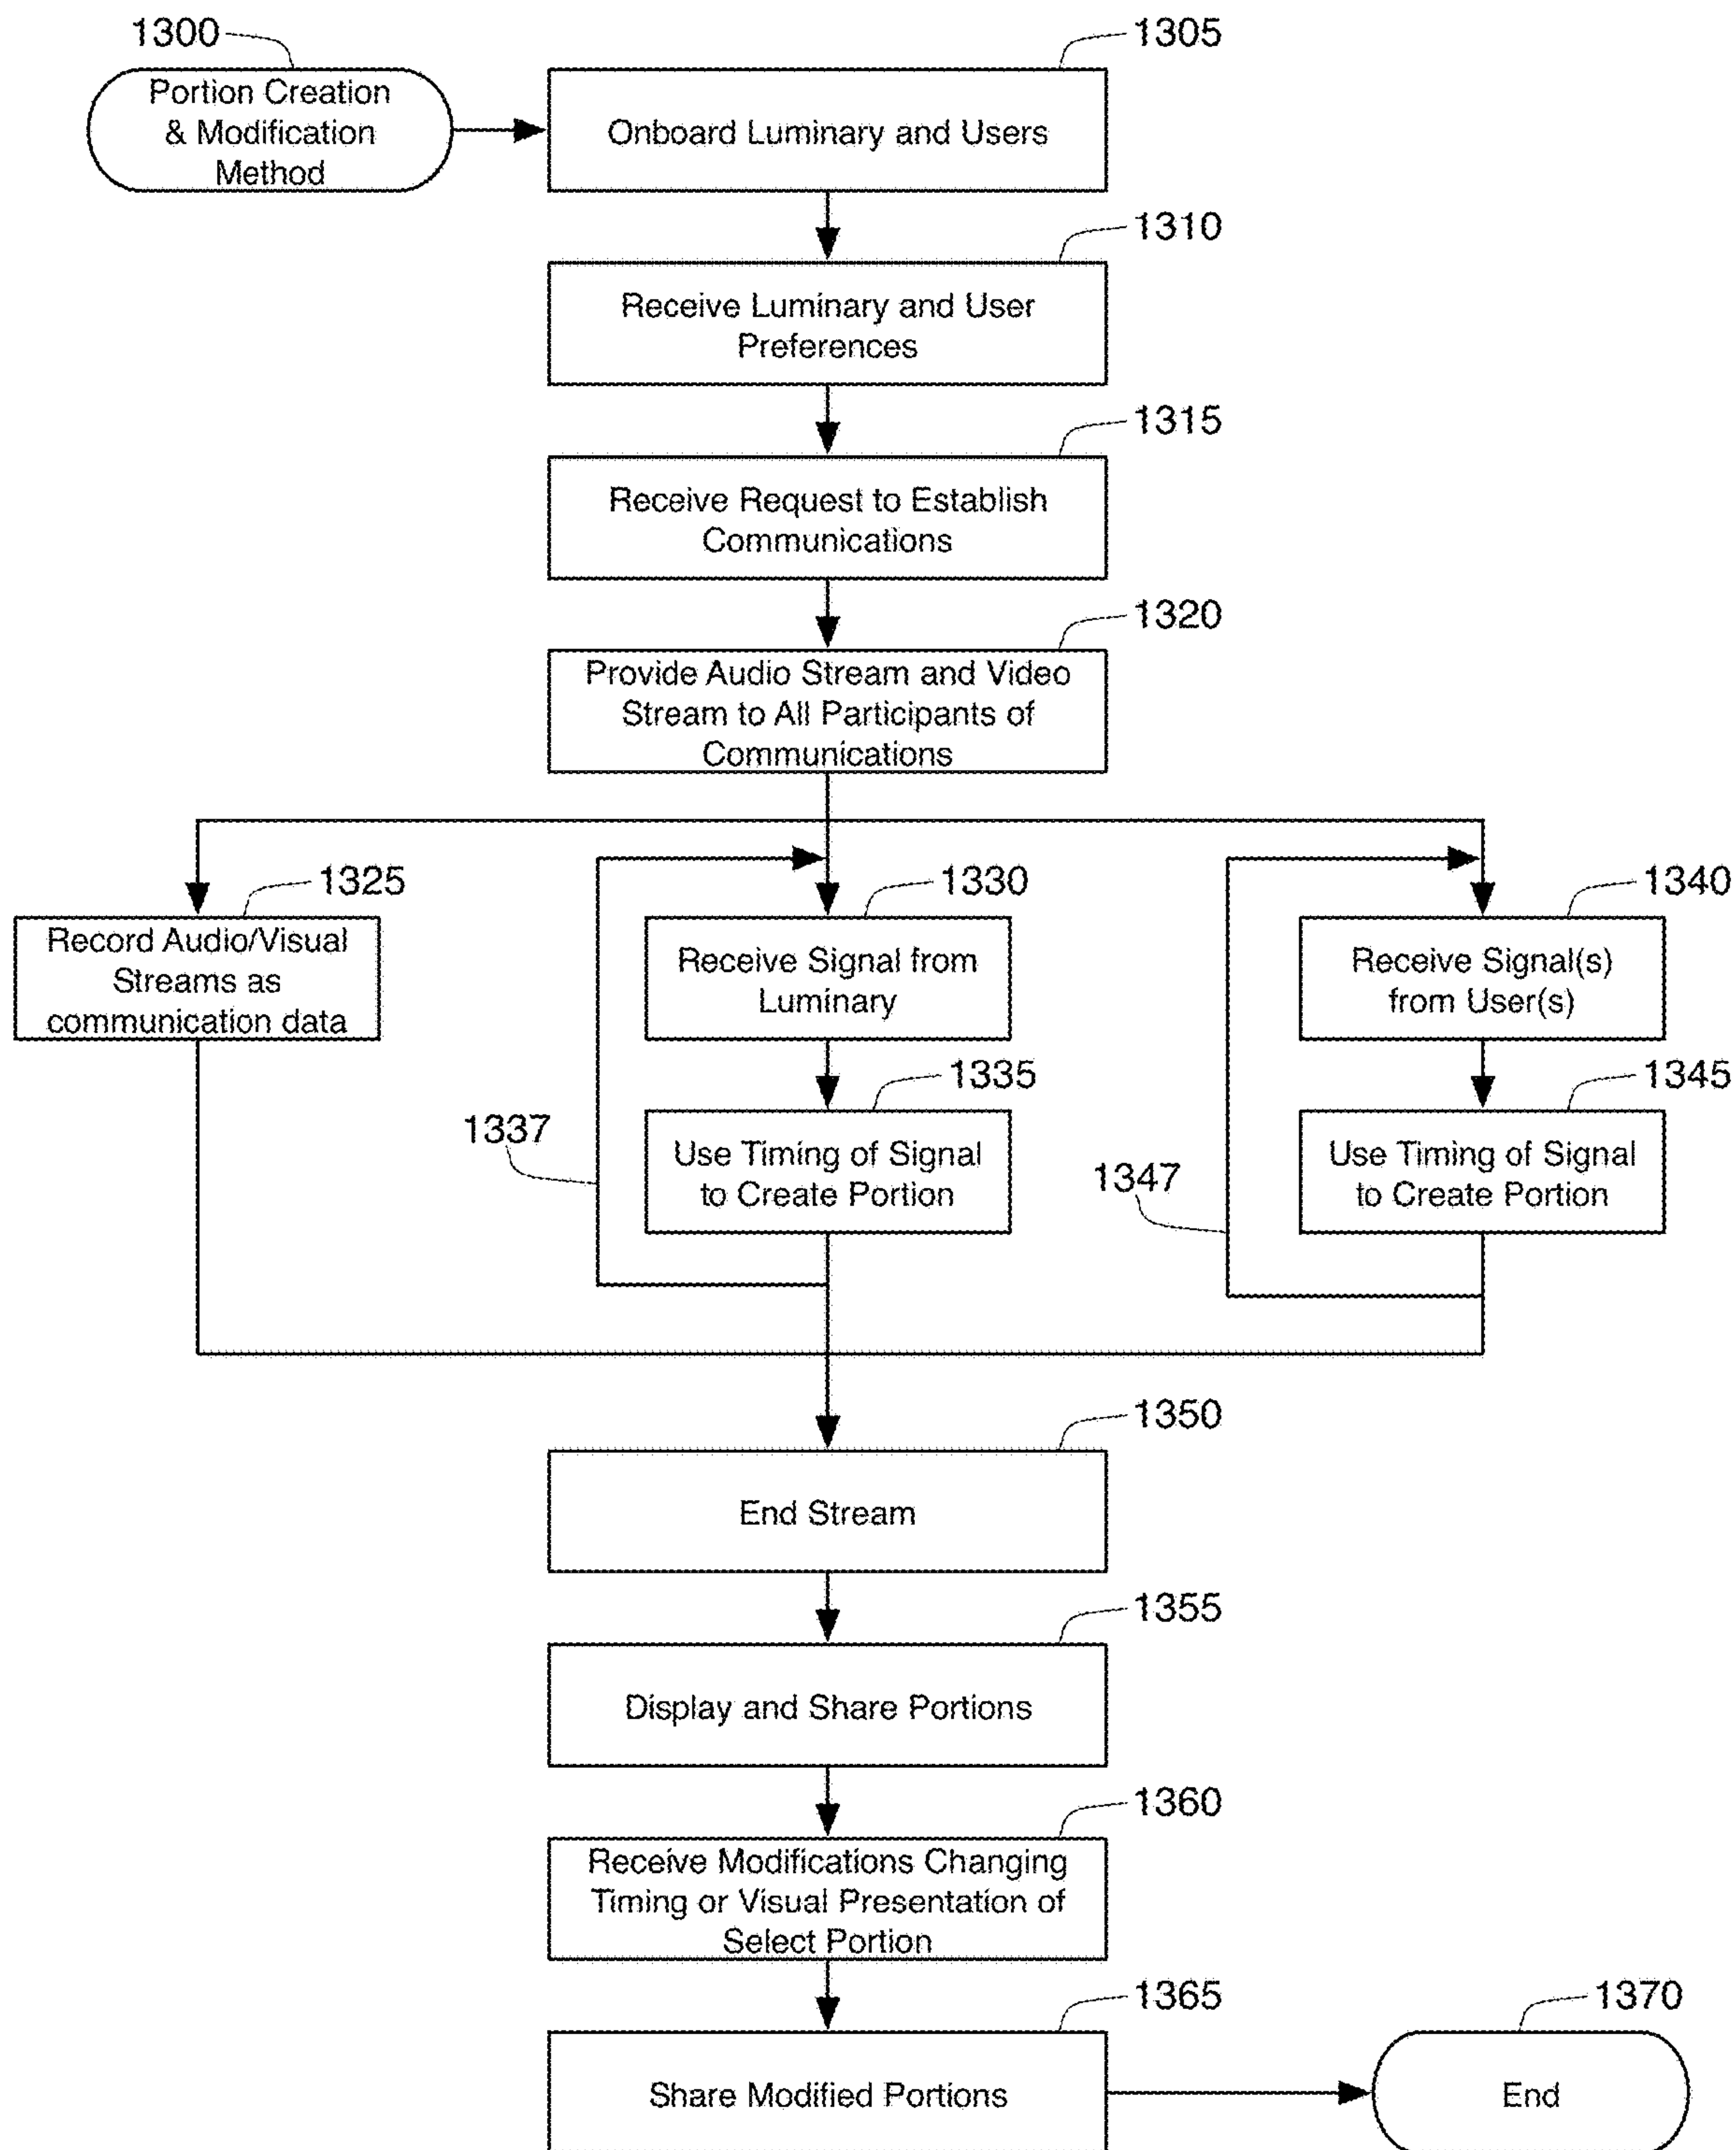 1300
Portion Creation
& Modification
Method
1305
Onboard Luminary and Users
1310
Receive Luminary and User
Preferences
1315
Receive Request to Establish
Communications
1320
Provide Audio Stream and Video
Stream to All Participants of
Communications
1325
Record Audio/Visual
Streams as
communication data
1330
Receive Signal from
Luminary
1335
Use Timing of Signal
to Create Portion
1337
1340
Receive Signal(s)
from User(s)
1345
Use Timing of Signal
to Create Portion
1347
1350
End Stream
1355
Display and Share Portions
1360
Receive Modifications Changing
Timing or Visual Presentation of
Select Portion
1365
Share Modified Portions
1370
End